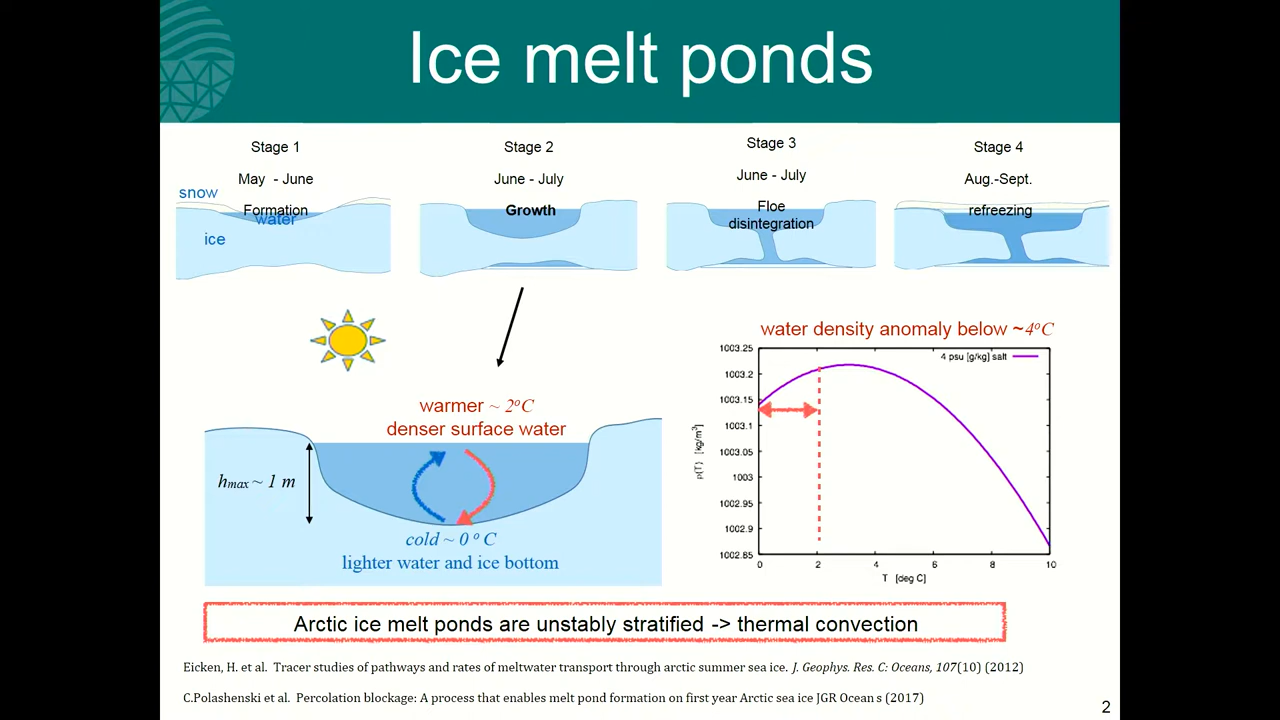 Ice melt ponds
Stage 1
May - June
Formation
snow
water
ice
Stage 2
June - July
Growth
Stage 3
June - July
Floe
disintegration
Stage 4
Aug.-Sept.
refreezing
warmer ~ 2°C
denser surface water
hmax ~ 1 m
cold ~ 0 ° C
lighter water and ice bottom
water density anomaly below ~4°C
4 psu [g/kg] salt
1003.25
1003.2
1003.15
1003.1
1003.05
1003
1002.95
1002.9
1002.85
ρ(T) [kg/m³]
0 2 4 6 8 10
T [deg C]
Arctic ice melt ponds are unstably stratified -> thermal convection
Eicken, H. et al. Tracer studies of pathways and rates of meltwater transport through arctic summer sea ice. J. Geophys. Res. C: Oceans, 107(10) (2012)
C.Polashenski et al. Percolation blockage: A process that enables melt pond formation on first year Arctic sea ice JGR Oceans (2017)
2